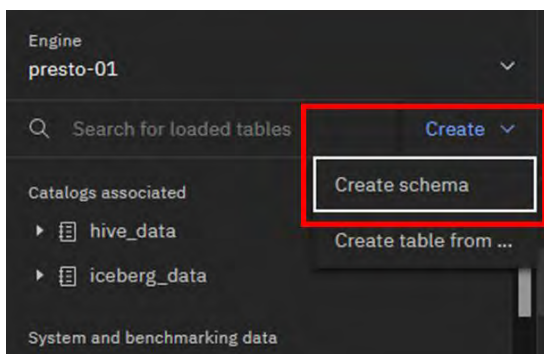 Engine
presto-01
Search for loaded tables
Create
Create schema
Catalogs associated
hive_data
Create table from ...
iceberg_data
System and benchmarking data